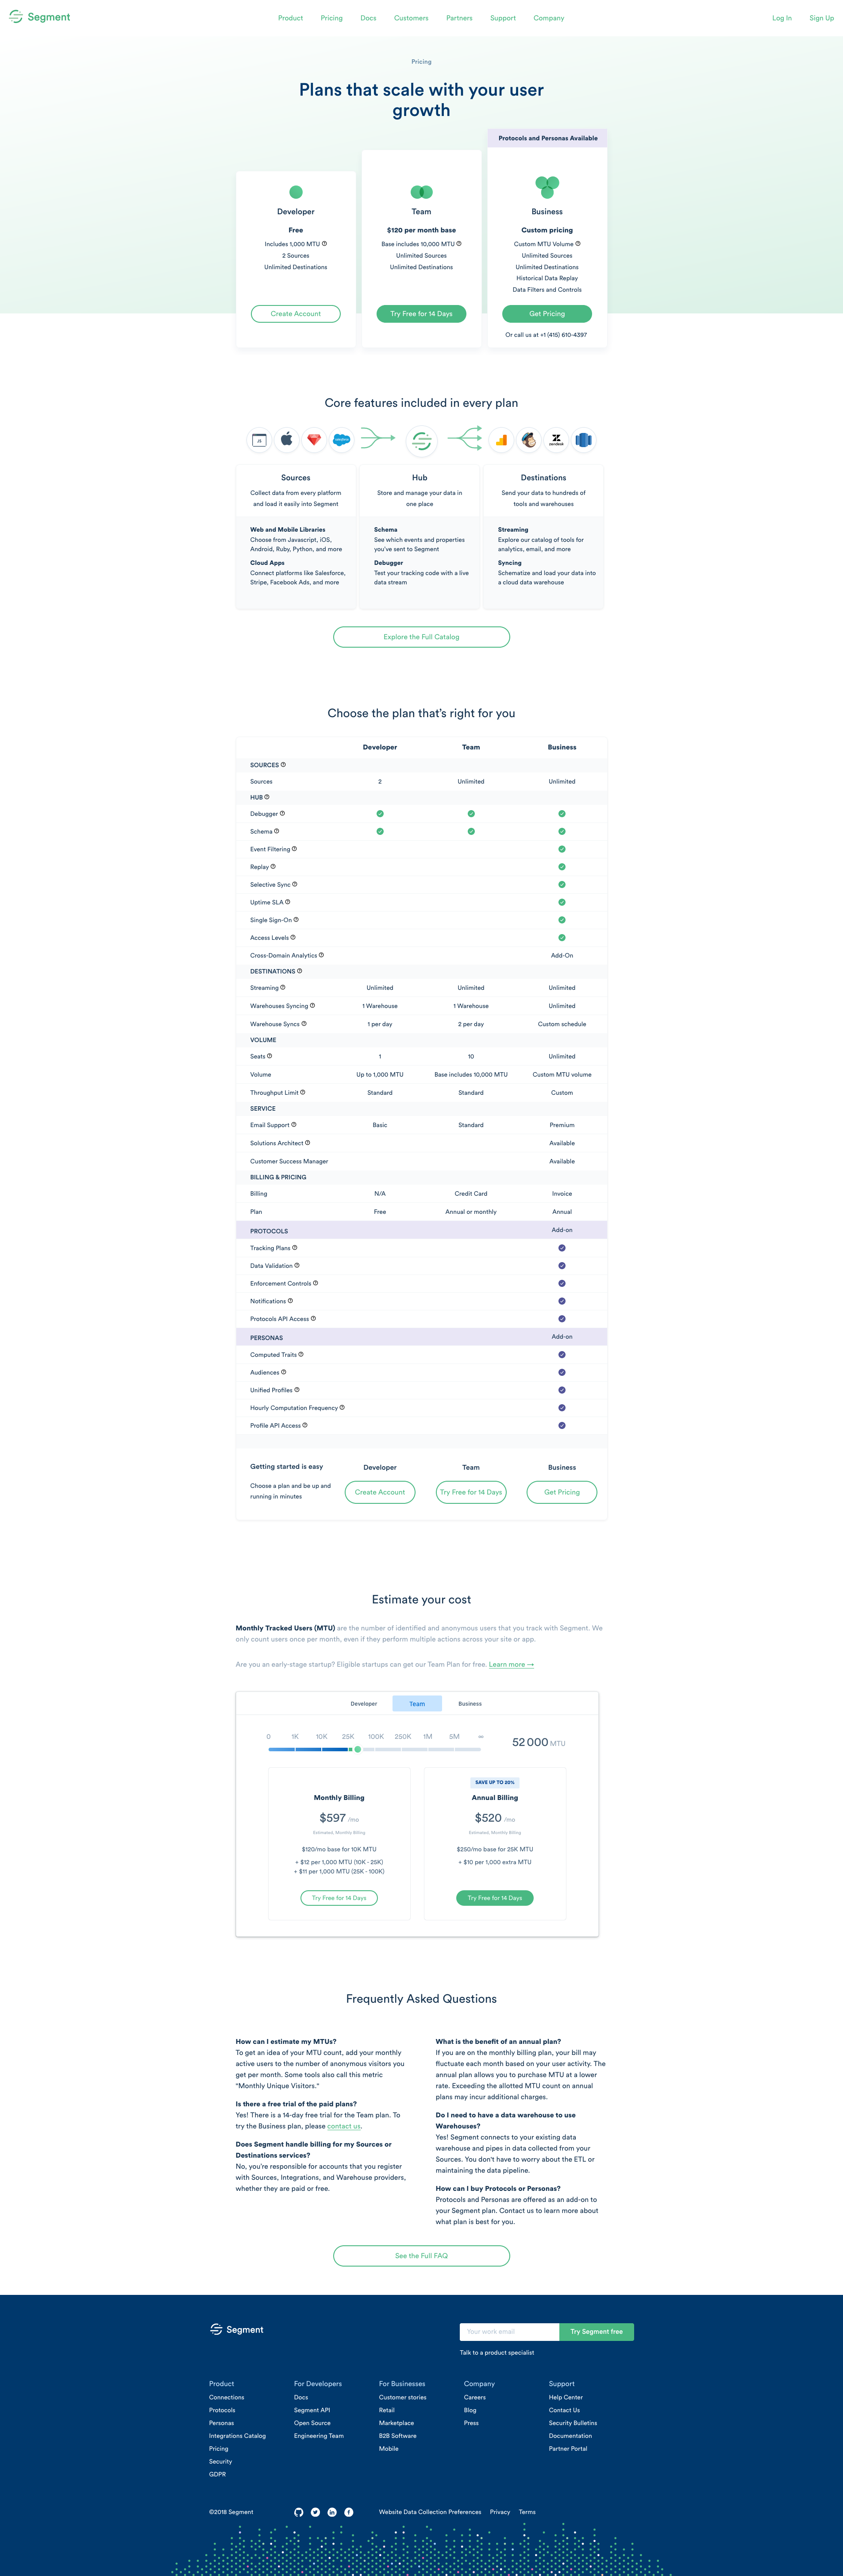 Segment
Product Pricing Docs Customers Partners Support Company
Log In Sign Up
Pricing
Plans that scale with your user
growth
Protocols and Personas Available
Developer
Free
Includes 1,000 MTU
2 Sources
Unlimited Destinations
Create Account
Team
$120 per month base
Base includes 10,000 MTU
Unlimited Sources
Unlimited Destinations
Try Free for 14 Days
Business
Custom pricing
Custom MTU Volume
Unlimited Sources
Unlimited Destinations
Historical Data Replay
Data Filters and Controls
Get Pricing
Or call us at +1 (415) 610-4397
Core features included in every plan
JS
zendesk
Sources
Collect data from every platform
and load it easily into Segment
Web and Mobile Libraries
Choose from Javascript, iOS,
Android, Ruby, Python, and more
Cloud Apps
Connect platforms like Salesforce,
Stripe, Facebook Ads, and more
Hub
Store and manage your data in
one place
Schema
See which events and properties
you've sent to Segment
Debugger
Test your tracking code with a live
data stream
Destinations
Send your data to hundreds of
tools and warehouses
Streaming
Explore our catalog of tools for
analytics, email, and more
Syncing
Schematize and load your data into
a cloud data warehouse
Explore the Full Catalog
Choose the plan that's right for you
Developer Team Business
SOURCES
Sources 2 Unlimited Unlimited
HUB
Debugger
Schema
Event Filtering
Replay
Selective Sync
Uptime SLA
Single Sign-On
Access Levels
Cross-Domain Analytics Add-On
DESTINATIONS
Streaming Unlimited Unlimited Unlimited
Warehouses Syncing 1 Warehouse 1 Warehouse Unlimited
Warehouse Syncs 1 per day 2 per day Custom schedule
VOLUME
Seats 1 10 Unlimited
Volume Up to 1,000 MTU Base includes 10,000 MTU Custom MTU volume
Throughput Limit Standard Standard Custom
SERVICE
Email Support Basic Standard Premium
Solutions Architect Available
Customer Success Manager Available
BILLING & PRICING
Billing N/A Credit Card Invoice
Plan Free Annual or monthly Annual
PROTOCOLS Add-on
Tracking Plans
Data Validation
Enforcement Controls
Notifications
Protocols API Access
PERSONAS Add-on
Computed Traits
Audiences
Unified Profiles
Hourly Computation Frequency
Profile API Access
Getting started is easy Developer Team Business
Choose a plan and be up and
running in minutes
Create Account Try Free for 14 Days Get Pricing
Estimate your cost
Monthly Tracked Users (MTU) are the number of identified and anonymous users that you track with Segment. We
only count users once per month, even if they perform multiple actions across your site or app.
Are you an early-stage startup? Eligible startups can get our Team Plan for free. Learn more →
Developer Team Business
0 1K 10K 25K 100K 250K 1M 5M ∞
52 000 MTU
Monthly Billing
$597 /mo
Estimated, Monthly Billing
$120/mo base for 10K MTU
+ $12 per 1,000 MTU (10K - 25K)
+ $11 per 1,000 MTU (25K - 100K)
Try Free for 14 Days
SAVE UP TO 20%
Annual Billing
$520 /mo
Estimated, Monthly Billing
$250/mo base for 25K MTU
+ $10 per 1,000 extra MTU
Try Free for 14 Days
Frequently Asked Questions
How can I estimate my MTUs?
To get an idea of your MTU count, add your monthly
active users to the number of anonymous visitors you
get per month. Some tools also call this metric
"Monthly Unique Visitors."
Is there a free trial of the paid plans?
Yes! There is a 14-day free trial for the Team plan. To
try the Business plan, please contact us.
Does Segment handle billing for my Sources or
Destinations services?
No, you're responsible for accounts that you register
with Sources, Integrations, and Warehouse providers,
whether they are paid or free.
What is the benefit of an annual plan?
If you are on the monthly billing plan, your bill may
fluctuate each month based on your user activity. The
annual plan allows you to purchase MTU at a lower
rate. Exceeding the allotted MTU count on annual
plans may incur additional charges.
Do I need to have a data warehouse to use
Warehouses?
Yes! Segment connects to your existing data
warehouse and pipes in data collected from your
Sources. You don't have to worry about the ETL or
maintaining the data pipeline.
How can I buy Protocols or Personas?
Protocols and Personas are offered as an add-on to
your Segment plan. Contact us to learn more about
what plan is best for you.
See the Full FAQ
Segment
Your work email Try Segment free
Talk to a product specialist
Product
Connections
Protocols
Personas
Integrations Catalog
Pricing
Security
GDPR
For Developers
Docs
Segment API
Open Source
Engineering Team
For Businesses
Customer stories
Retail
Marketplace
B2B Software
Mobile
Company
Careers
Blog
Press
Support
Help Center
Contact Us
Security Bulletins
Documentation
Partner Portal
©2018 Segment
Website Data Collection Preferences Privacy Terms